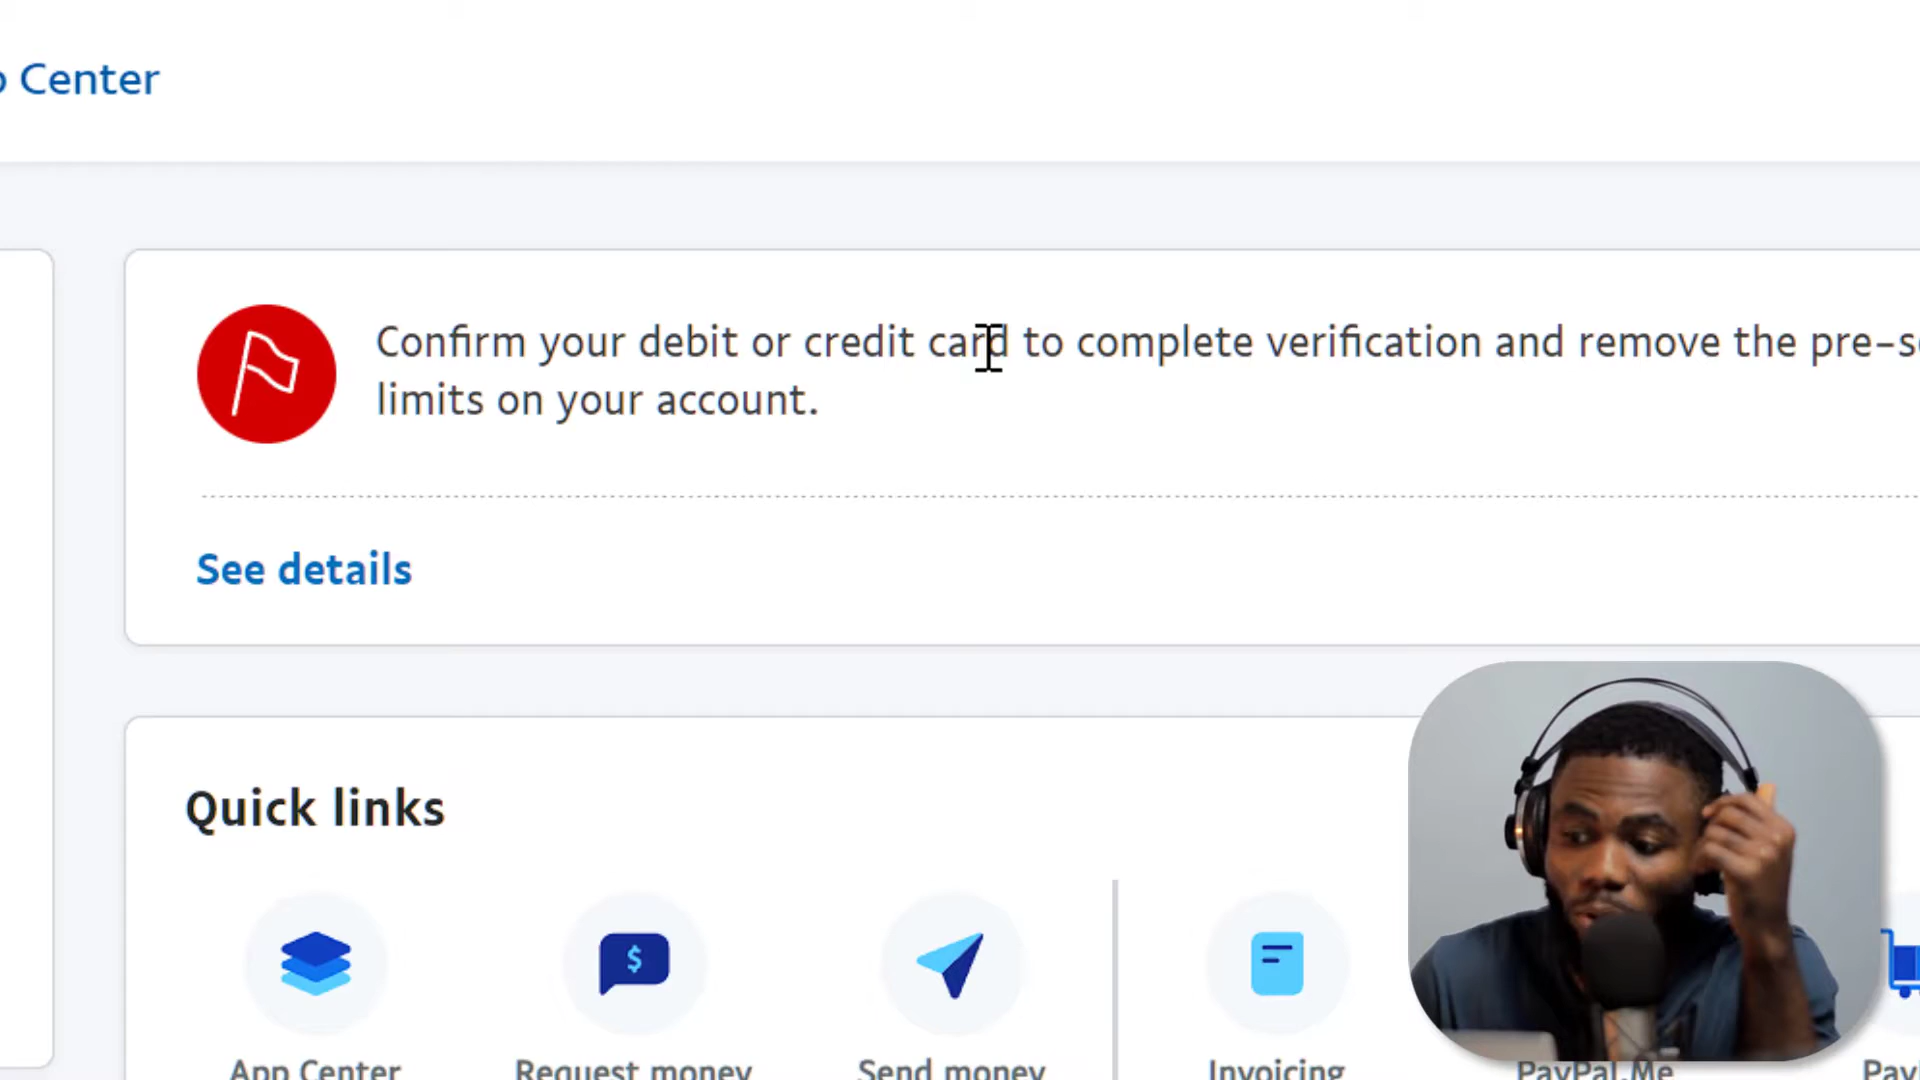 Center
Confirm your debit or credit card to complete verification and remove the
limits on your account.
See details
Quick links
App Center
Request money
Send money
Invoicing
PayPal.Me